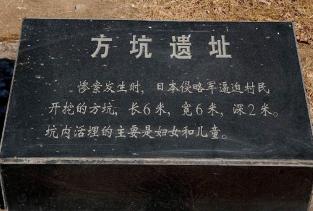 方坑遗址
惨案发生时，日本侵略军逼迫村民
开挖的方坑，长6米，宽6米，深2米。
坑内活埋的主要是妇女和儿童。